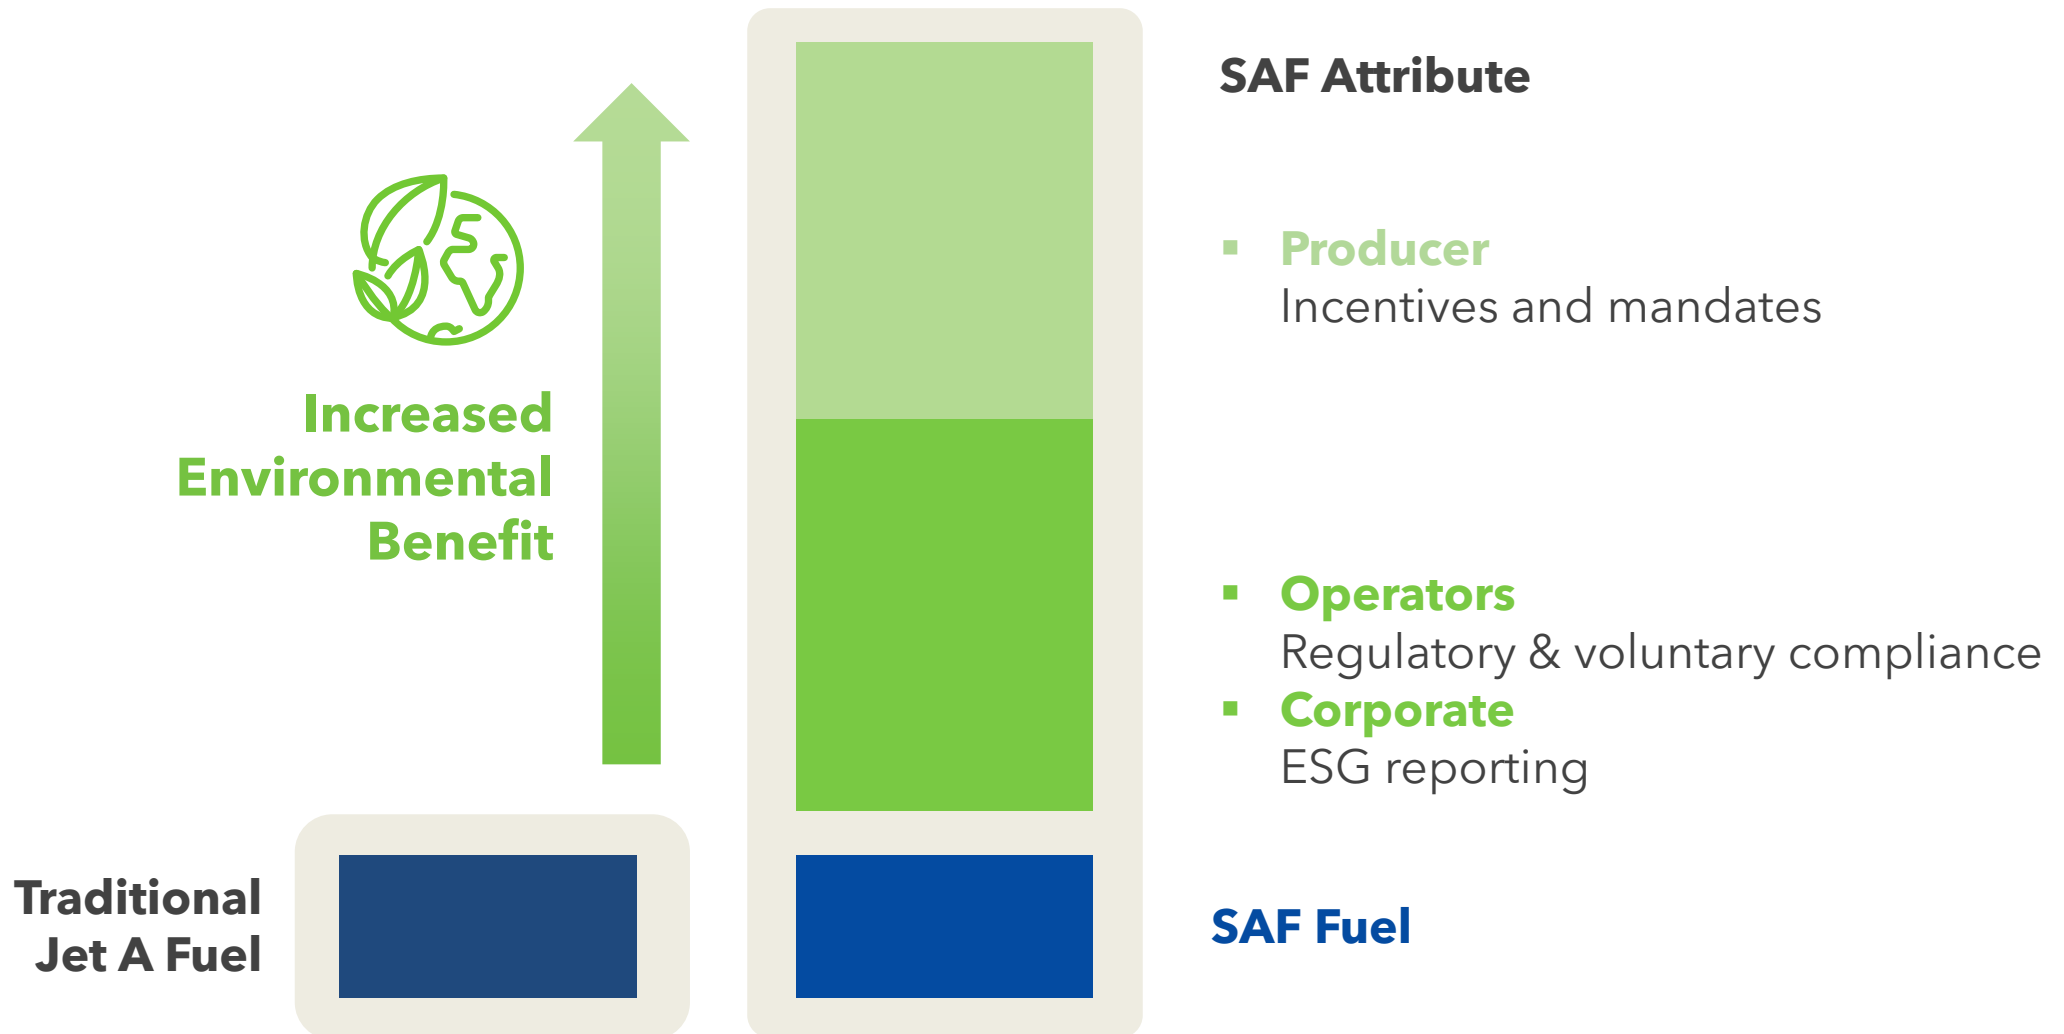 SAF Attribute
▪ Producer
Incentives and mandates
Increased
Environmental
Benefit
▪ Operators
Regulatory & voluntary compliance
▪ Corporate
ESG reporting
Traditional
Jet A Fuel
SAF Fuel